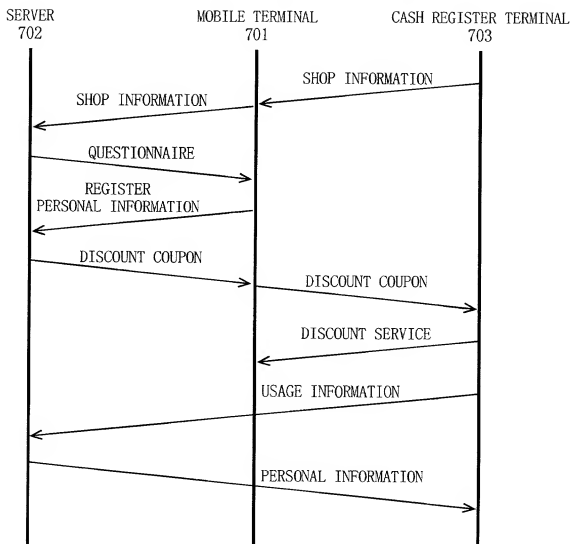 SERVER
702
MOBILE TERMINAL
701
CASH REGISTER TERMINAL
703
SHOP INFORMATION
SHOP INFORMATION
QUESTIONNAIRE
REGISTER
PERSONAL INFORMATION
DISCOUNT COUPON
DISCOUNT COUPON
DISCOUNT SERVICE
USAGE INFORMATION
PERSONAL INFORMATION